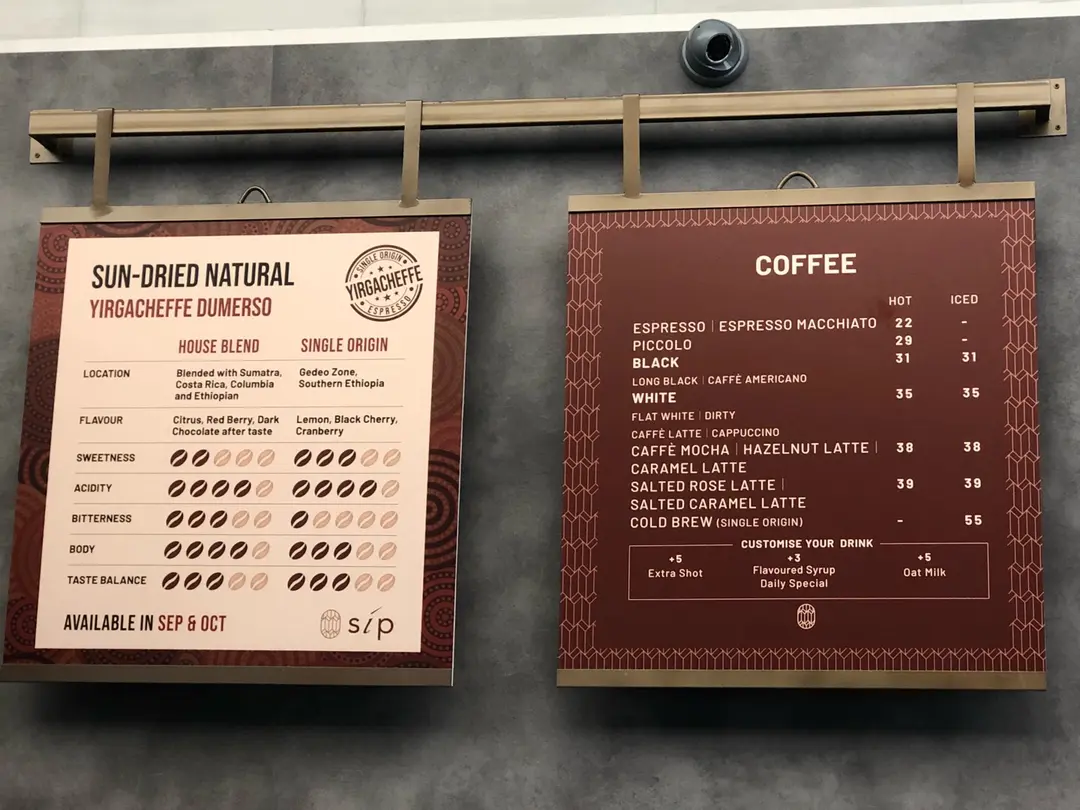 SUN-DRIED NATURAL
YIRGACHEFFE DUMERSO
SINGLE ORIGIN
YIRGACHEFFE
ESPRESSO
HOUSE BLEND SINGLE ORIGIN
LOCATION Blended with Sumatra, Gedeo Zone,
Costa Rica, Columbia Southern Ethiopia
and Ethiopian
FLAVOUR Citrus, Red Berry, Dark Lemon, Black Cherry,
Chocolate after taste Cranberry
SWEETNESS
ACIDITY
BITTERNESS
BODY
TASTE BALANCE
AVAILABLE IN SEP & OCT
síp
COFFEE
HOT ICED
ESPRESSO | ESPRESSO MACCHIATO 22 -
PICCOLO 29 -
BLACK 31 31
LONG BLACK | CAFFÈ AMERICANO
WHITE 35 35
FLAT WHITE | DIRTY
CAFFÈ LATTE | CAPPUCCINO
CAFFÈ MOCHA | HAZELNUT LATTE | 38 38
CARAMEL LATTE
SALTED ROSE LATTE | 39 39
SALTED CARAMEL LATTE
COLD BREW (SINGLE ORIGIN) - 55
CUSTOMISE YOUR DRINK
+5 +3 +5
Extra Shot Flavoured Syrup Oat Milk
Daily Special